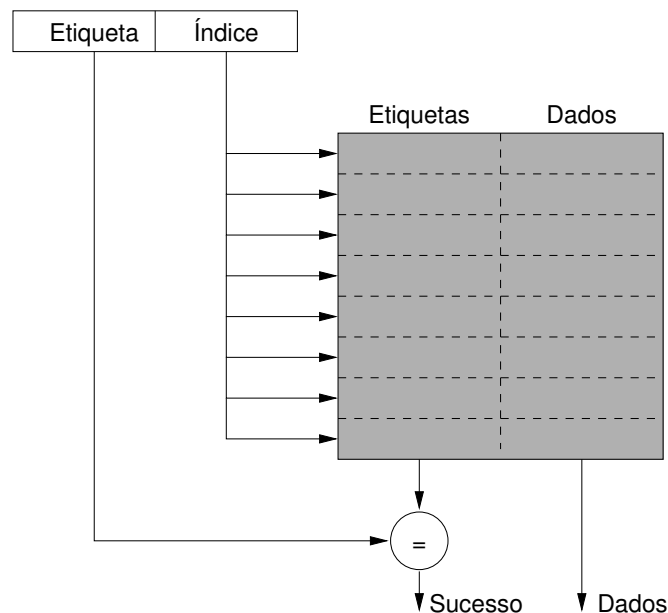 Etiqueta Índice
Etiquetas Dados
=
Sucesso Dados